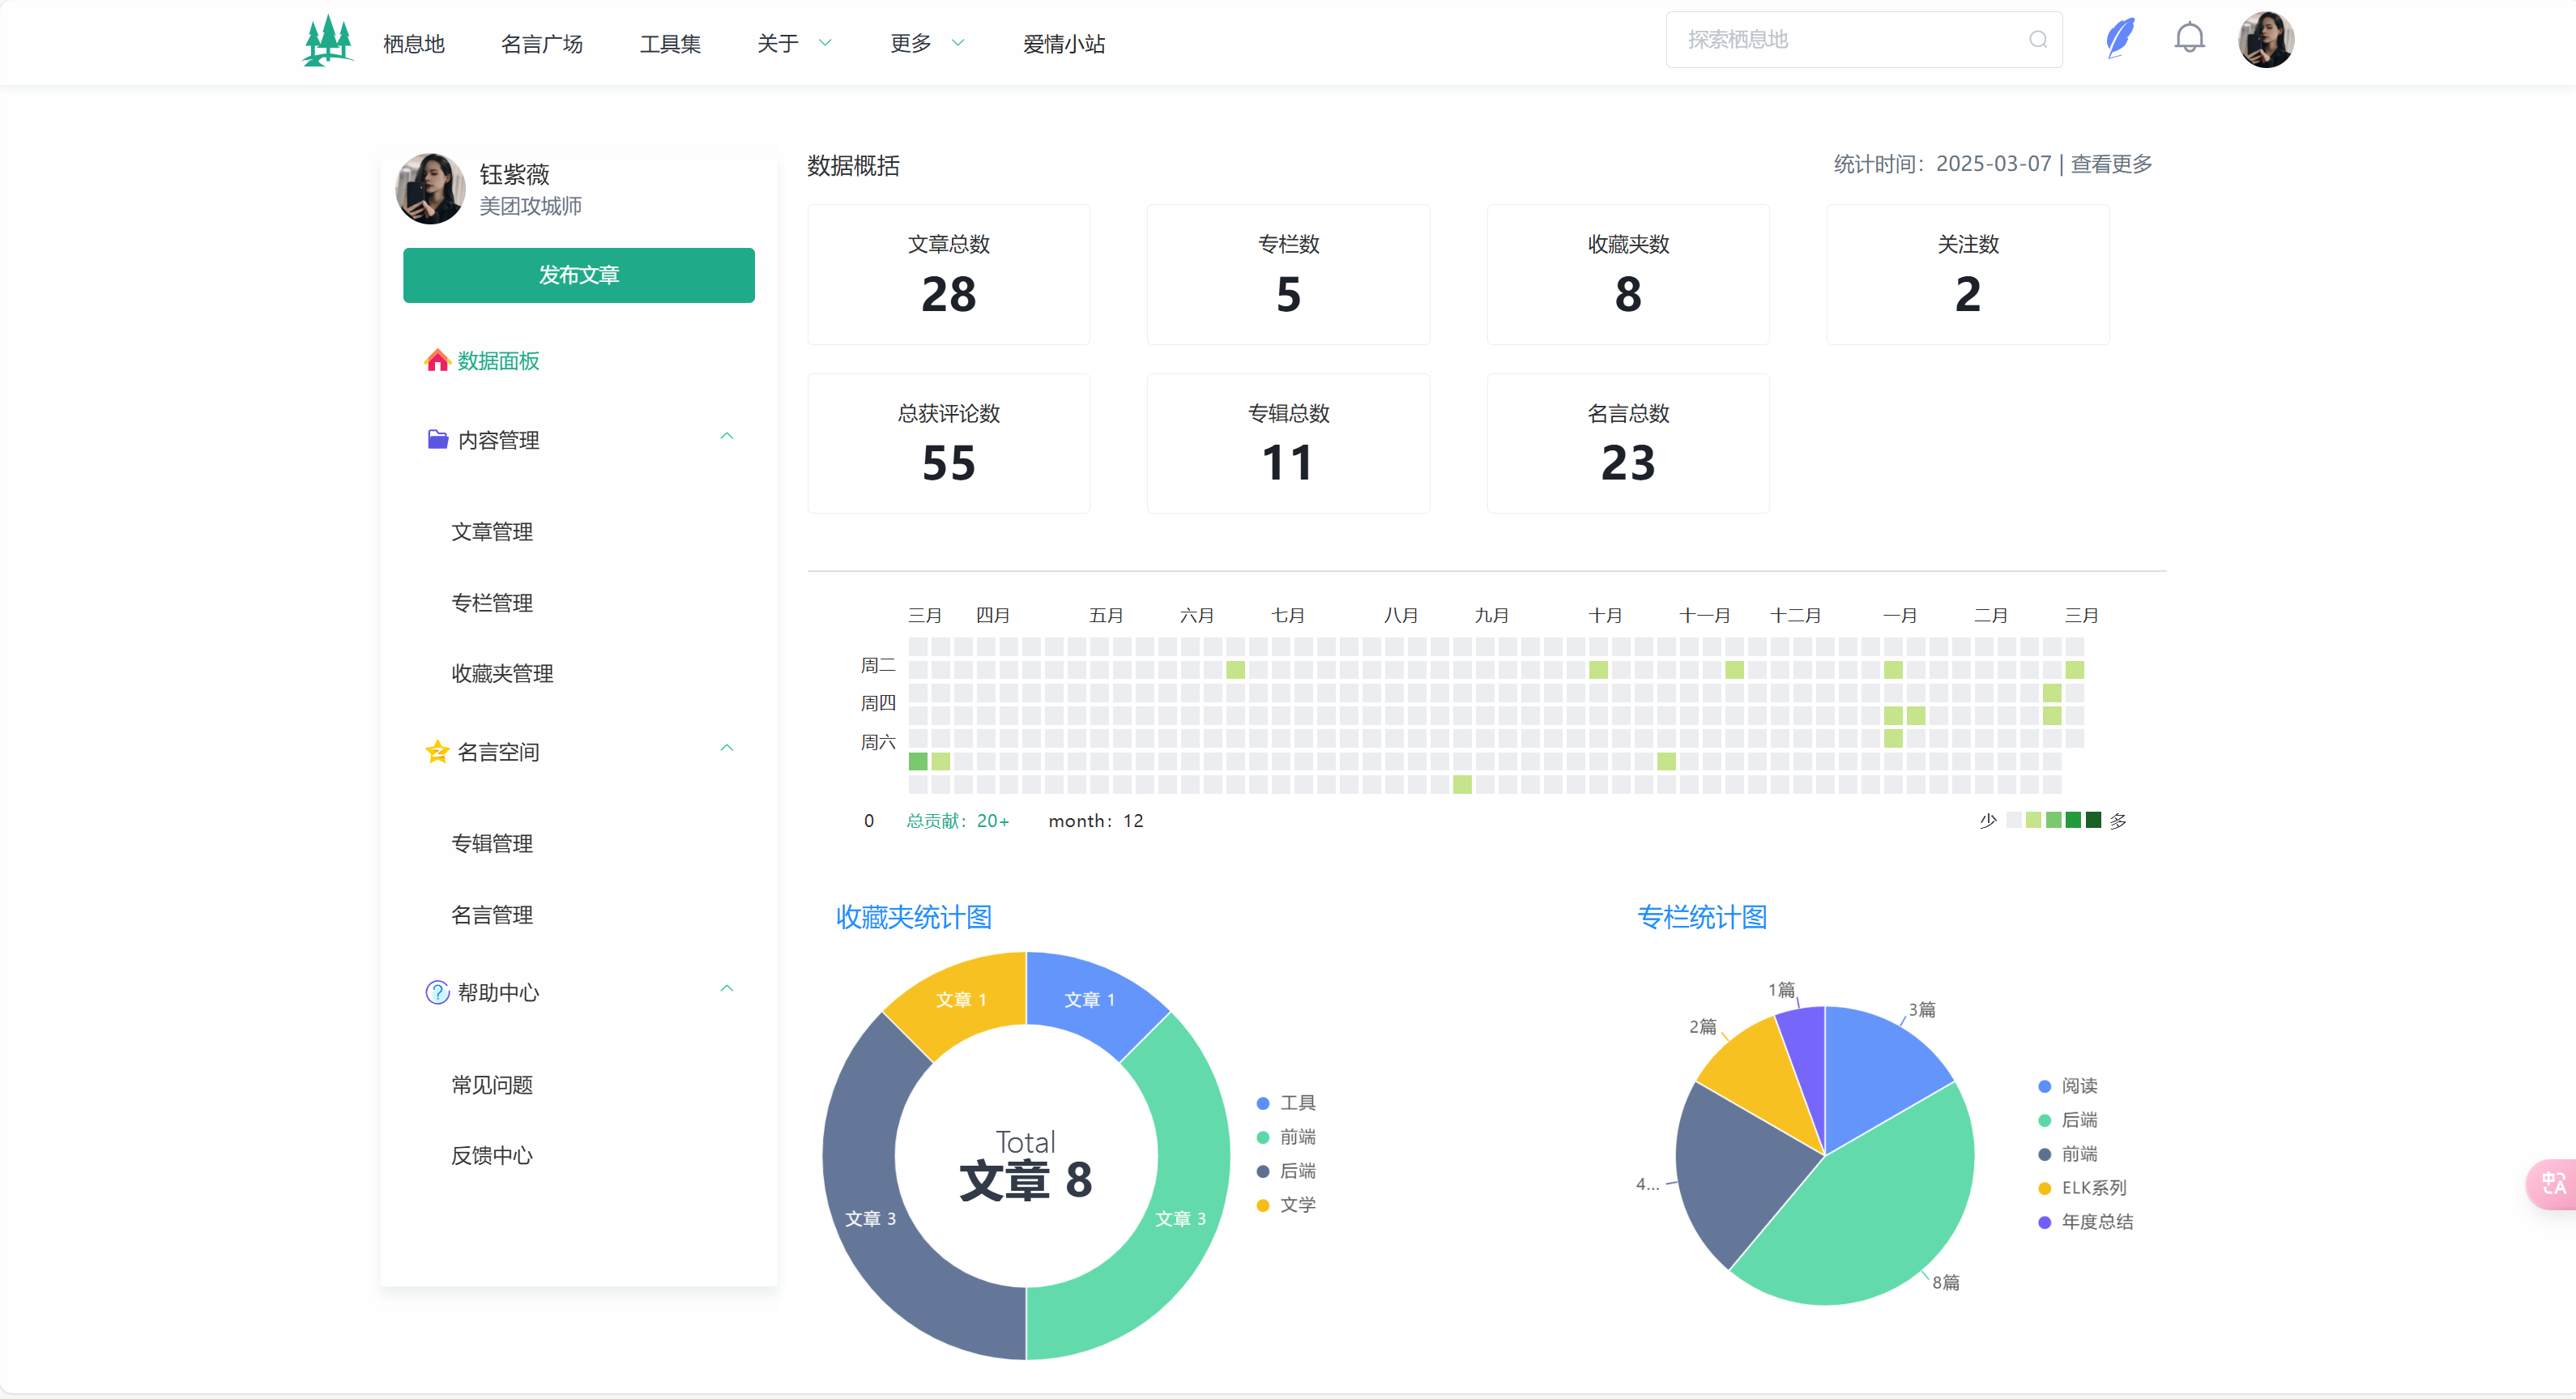 栖息地 名言广场 工具集 关于 更多 爱情小站 探索栖息地
钰紫薇
美团攻城师
发布文章
数据面板
内容管理
文章管理
专栏管理
收藏夹管理
名言空间
专辑管理
名言管理
帮助中心
常见问题
反馈中心
数据概括 统计时间：2025-03-07 | 查看更多
文章总数 专栏数 收藏夹数 关注数
28 5 8 2
总获评论数 专辑总数 名言总数
55 11 23
三月 四月 五月 六月 七月 八月 九月 十月 十一月 十二月 一月 二月 三月
周二
周四
周六
0 总贡献：20+ month：12 少 多
收藏夹统计图
文章 1 文章 1
Total
文章 8
文章 3 文章 3
工具
前端
后端
文学
专栏统计图
1篇
3篇
2篇
4...
8篇
阅读
后端
前端
ELK系列
年度总结
中A